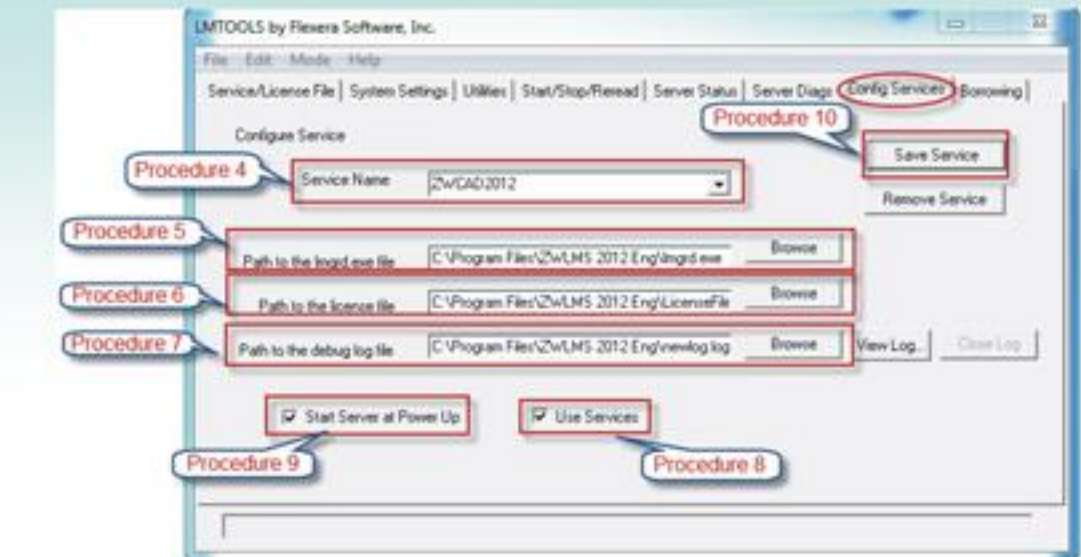 LMTOOLS by Flexera Software, Inc.
File Edit Mode Help
Service/License File System Settings Utilities Start/Stop/Reread Server Status Server Diags Config Services Borrowing
Procedure 10
Configure Service
Save Service
Procedure 4
Service Name ZWCAD2012
Remove Service
Procedure 5
Path to the lmgrd.exe file C:\Program Files\ZWLMS 2012 Eng\lmgrd.exe Browse
Procedure 6
Path to the license file C:\Program Files\ZWLMS 2012 Eng\LicenseFile Browse
Procedure 7
Path to the debug log file C:\Program Files\ZWLMS 2012 Eng\newlog.log Browse View Log... Close Log
Start Server at Power Up Use Services
Procedure 9 Procedure 8